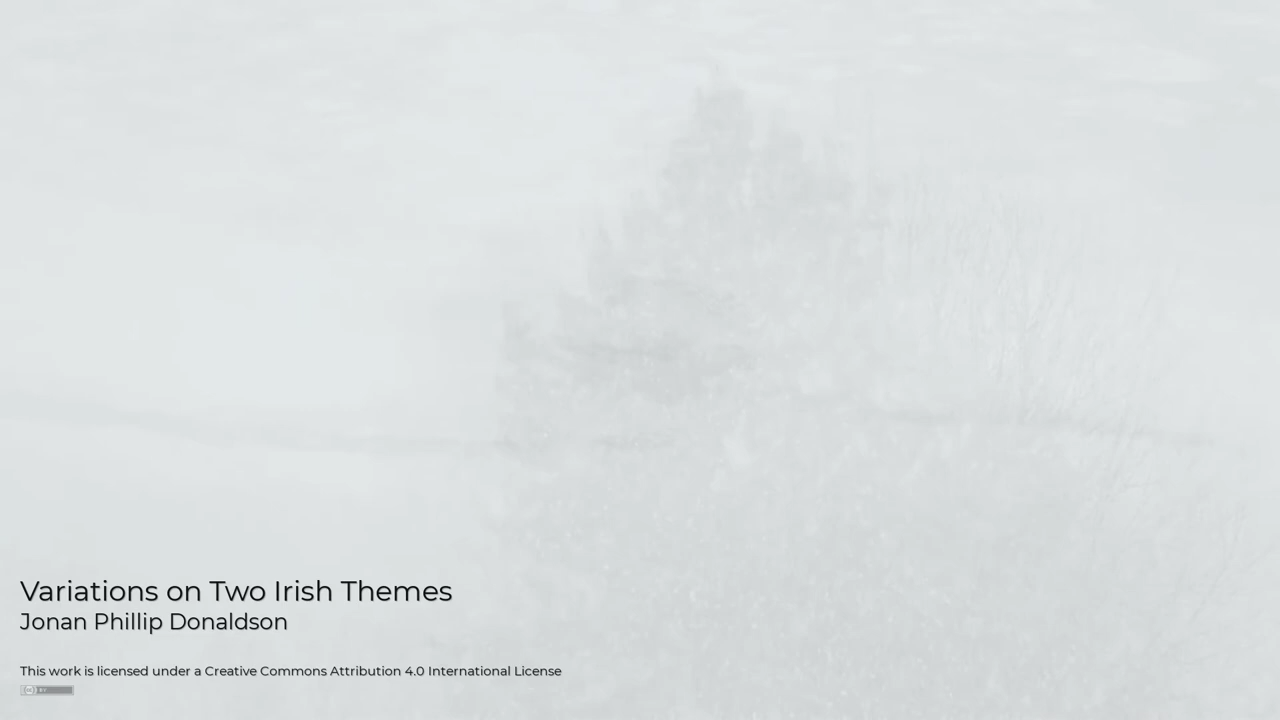 Variations on Two Irish Themes
Jonan Phillip Donaldson
This work is licensed under a Creative Commons Attribution 4.0 International License
BY